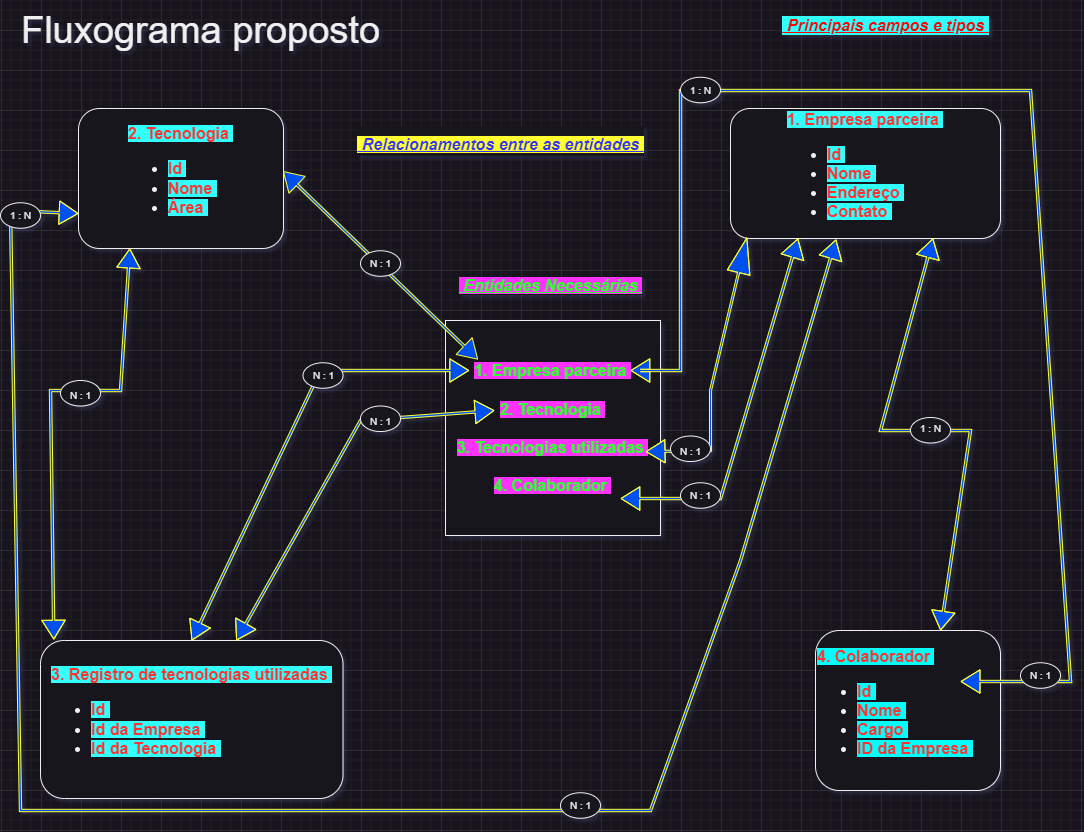 Fluxograma proposto
Principais campos e tipos
1 : N
2. Tecnologia
Id
Nome
Área
1. Empresa parceira
Id
Nome
Endereço
Contato
Relacionamentos entre as entidades
1 : N
N : 1
Entidades Necessárias
1. Empresa parceira
2. Tecnologia
3. Tecnologias utilizadas
4. Colaborador
N : 1
N : 1
N : 1
N : 1
N : 1
1 : N
3. Registro de tecnologias utilizadas
Id
Id da Empresa
Id da Tecnologia
4. Colaborador
Id
Nome
Cargo
ID da Empresa
N : 1
N : 1